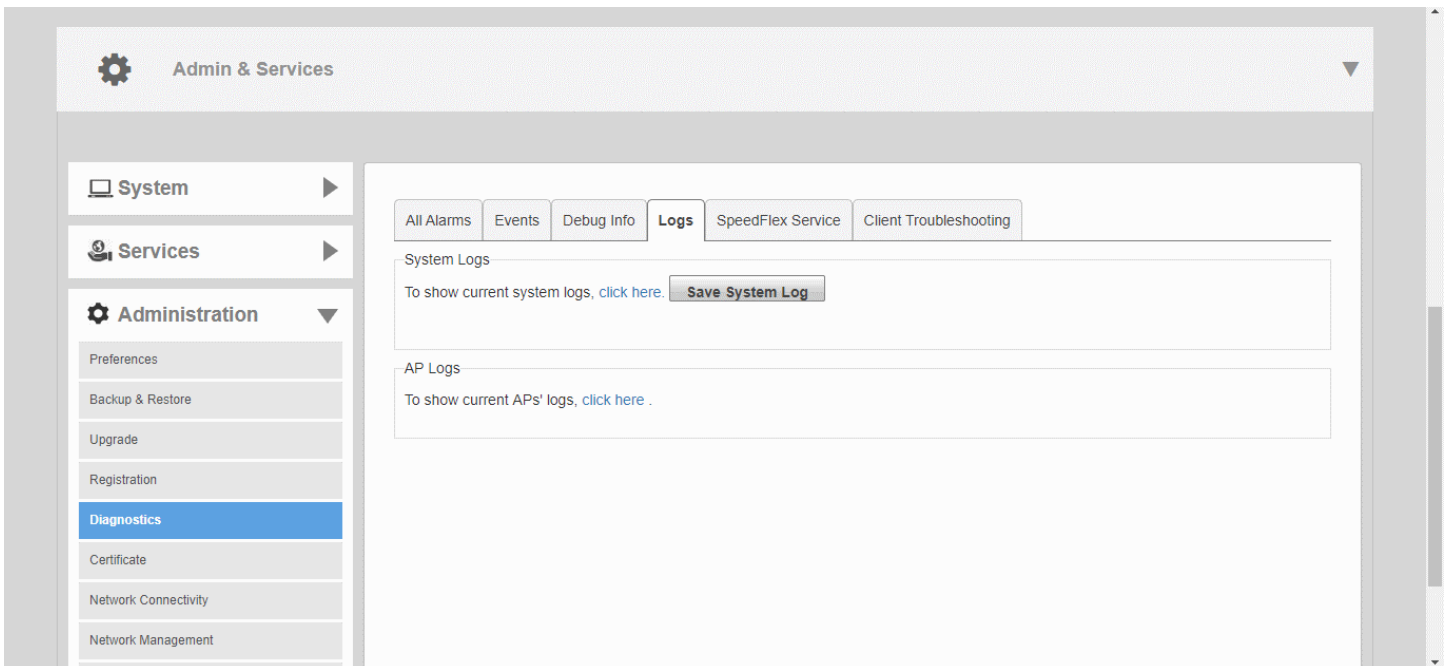 Admin & Services
System
Services
Administration
Preferences
Backup & Restore
Upgrade
Registration
Diagnostics
Certificate
Network Connectivity
Network Management
All Alarms Events Debug Info Logs SpeedFlex Service Client Troubleshooting
System Logs
To show current system logs, click here. Save System Log
AP Logs
To show current APs' logs, click here .